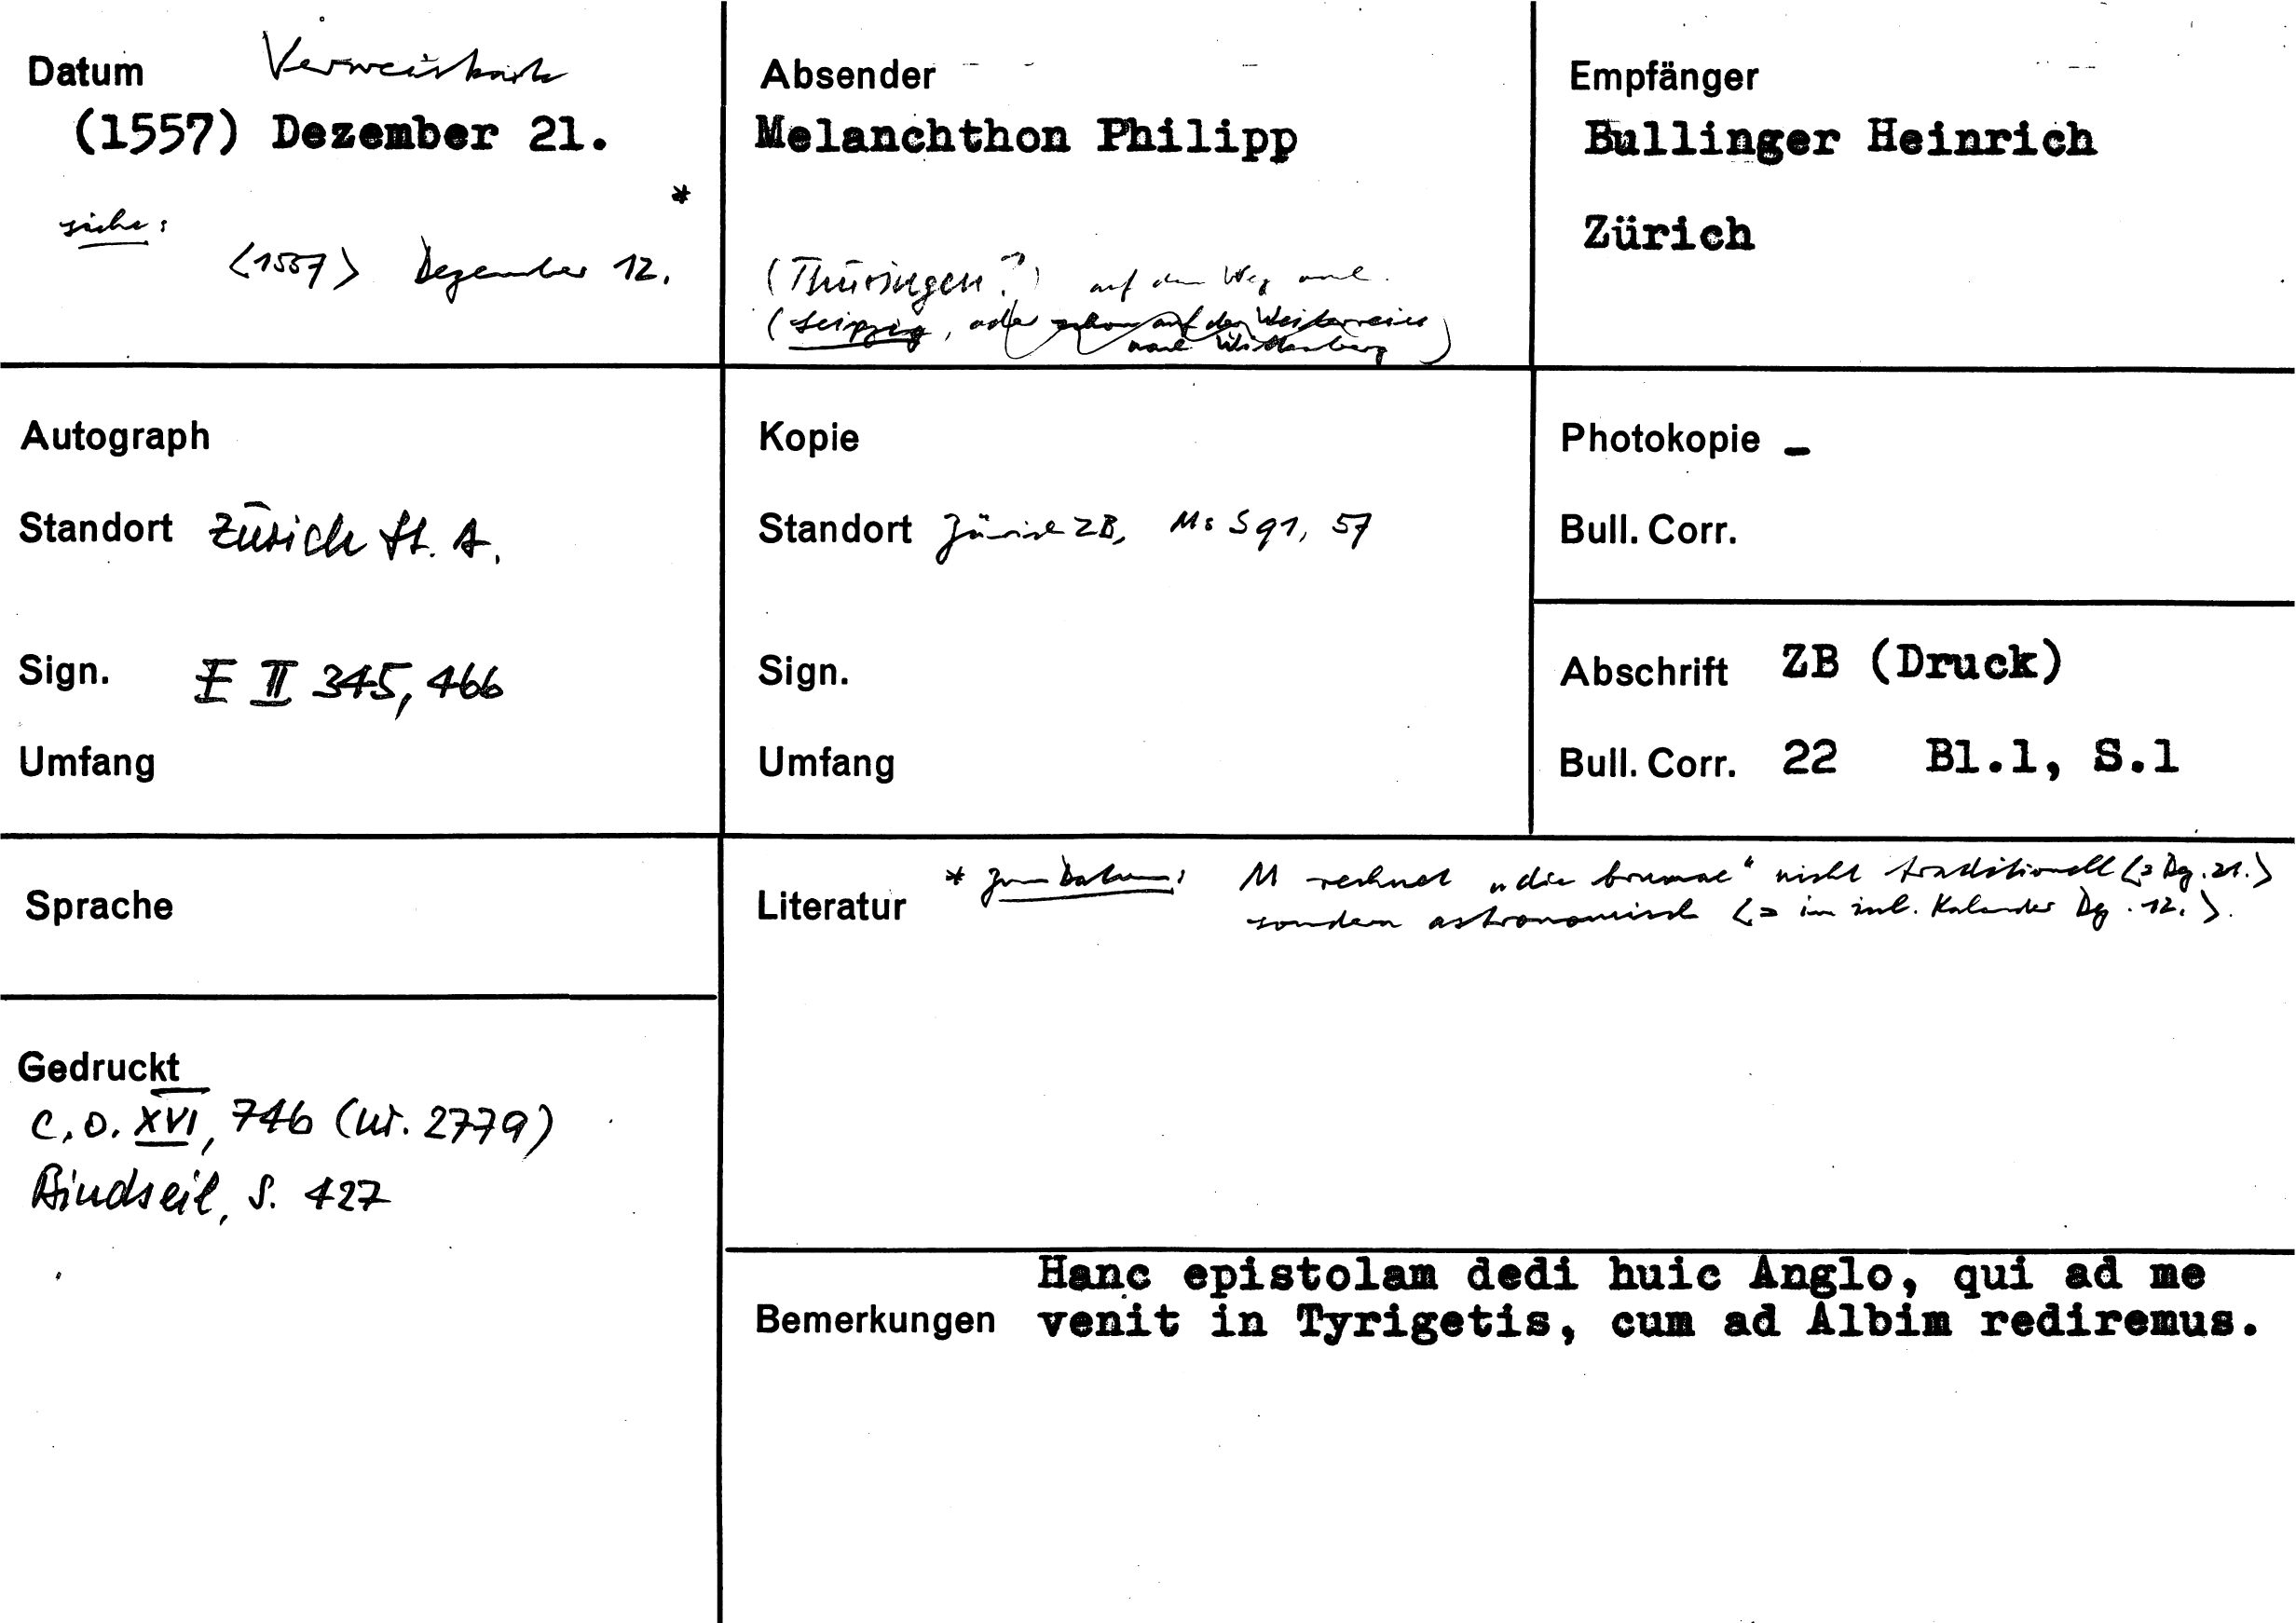 Datum Verweiskarte
(1557) Dezember 21.
*
siehe:
<1557> Dezember 12.
Absender
Melanchthon Philipp
(Thüringen?) auf dem Weg nach
(Leipzig, oder schon auf der Weiterreise
nach Wittenberg)
Empfänger
Bullinger Heinrich
Zürich
Autograph
Standort Zürich St. A.
Sign. E II 345, 466
Umfang
Kopie
Standort Zürich ZB, Ms S 91, 57
Sign.
Umfang
Photokopie -
Bull. Corr.
Abschrift ZB (Druck)
Bull. Corr. 22 Bl.1, S.1
Sprache
Literatur * zum Datum: M rechnet „die brumae“ nicht traditionell (= Dez. 21.)
sondern astronomisch (= im jul. Kalender Dez. 12.).
Gedruckt
C.O. XVI, 746 (Nr. 2779)
Bindseil, S. 427
Bemerkungen
Hanc epistolam dedi huic Anglo, qui ad me
venit in Tyrigetis, cum ad Albim rediremus.